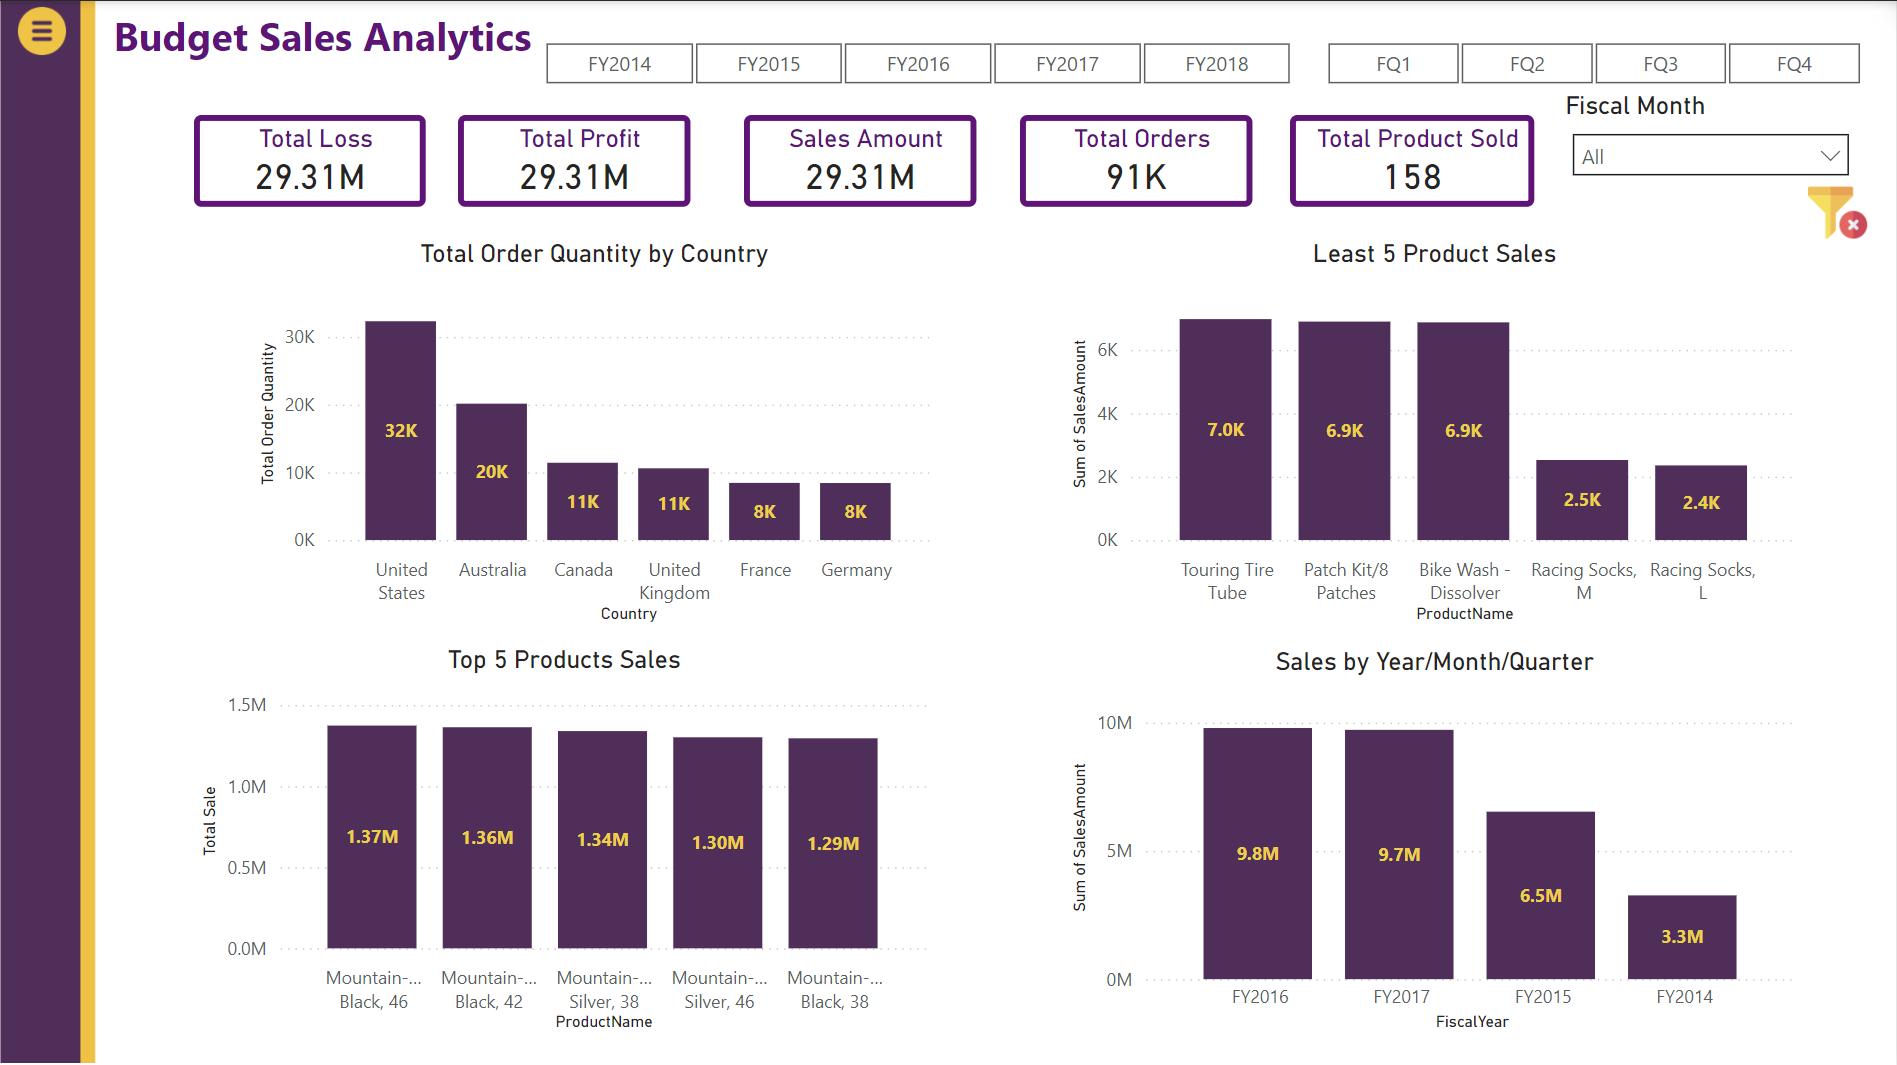 Budget Sales Analytics
FY2014 FY2015 FY2016 FY2017 FY2018 FQ1 FQ2 FQ3 FQ4
Fiscal Month
All
Total Loss
29.31M
Total Profit
29.31M
Sales Amount
29.31M
Total Orders
91K
Total Product Sold
158
Total Order Quantity by Country
Total Order Quantity
30K
20K
10K
0K
32K
20K
11K
11K
8K
8K
United States
Australia
Canada
United Kingdom
France
Germany
Country
Least 5 Product Sales
Sum of SalesAmount
6K
4K
2K
0K
7.0K
6.9K
6.9K
2.5K
2.4K
Touring Tire Tube
Patch Kit/8 Patches
Bike Wash - Dissolver
Racing Socks, M
Racing Socks, L
ProductName
Top 5 Products Sales
Total Sale
1.5M
1.0M
0.5M
0.0M
1.37M
1.36M
1.34M
1.30M
1.29M
Mountain-... Black, 46
Mountain-... Black, 42
Mountain-... Silver, 38
Mountain-... Silver, 46
Mountain-... Black, 38
ProductName
Sales by Year/Month/Quarter
Sum of SalesAmount
10M
5M
0M
9.8M
9.7M
6.5M
3.3M
FY2016
FY2017
FY2015
FY2014
FiscalYear